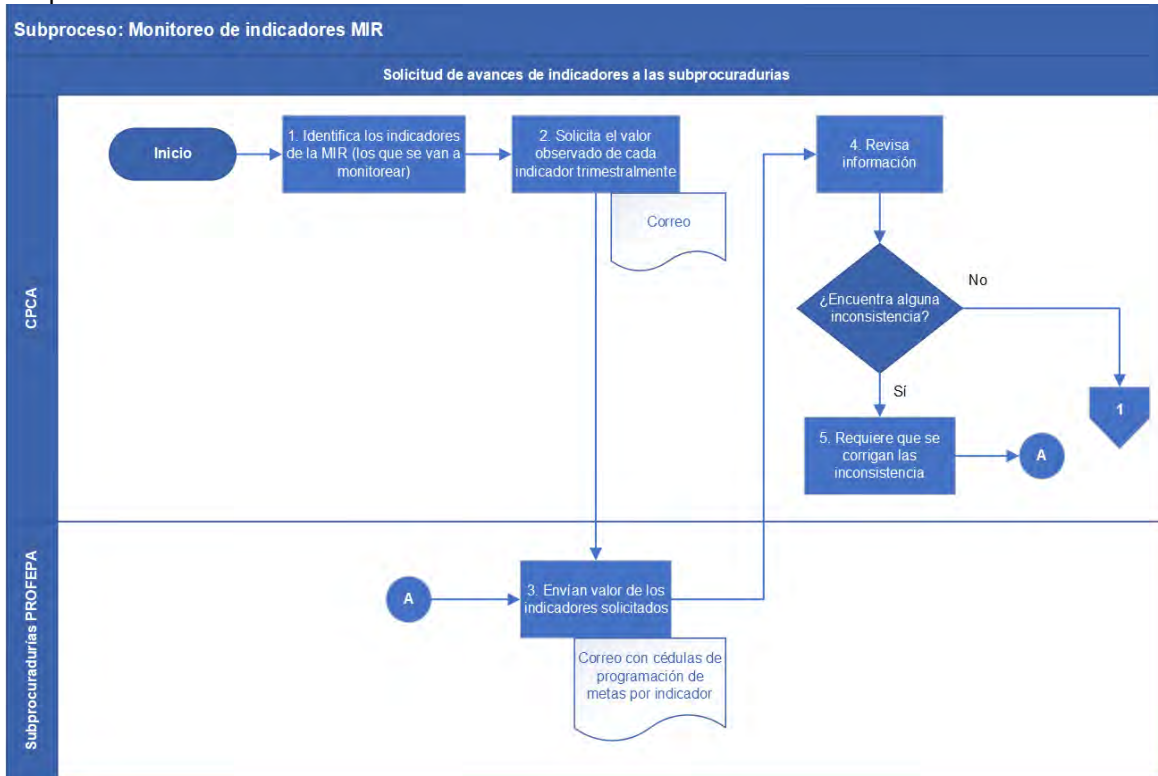 Subproceso: Monitoreo de indicadores MIR
Solicitud de avances de indicadores a las subprocuradurias
CPCA
Inicio
1. Identifica los indicadores
de la MIR (los que se van a
monitorear)
2. Solicita el valor
observado de cada
indicador trimestralmente
Correo
4. Revisa
información
¿Encuentra alguna
inconsistencia?
No
1
Sí
5. Requiere que se
corrigan las
inconsistencia
A
Subprocuradurías PROFEPA
A
3. Envían valor de los
indicadores solicitados
Correo con cédulas de
programación de
metas por indicador